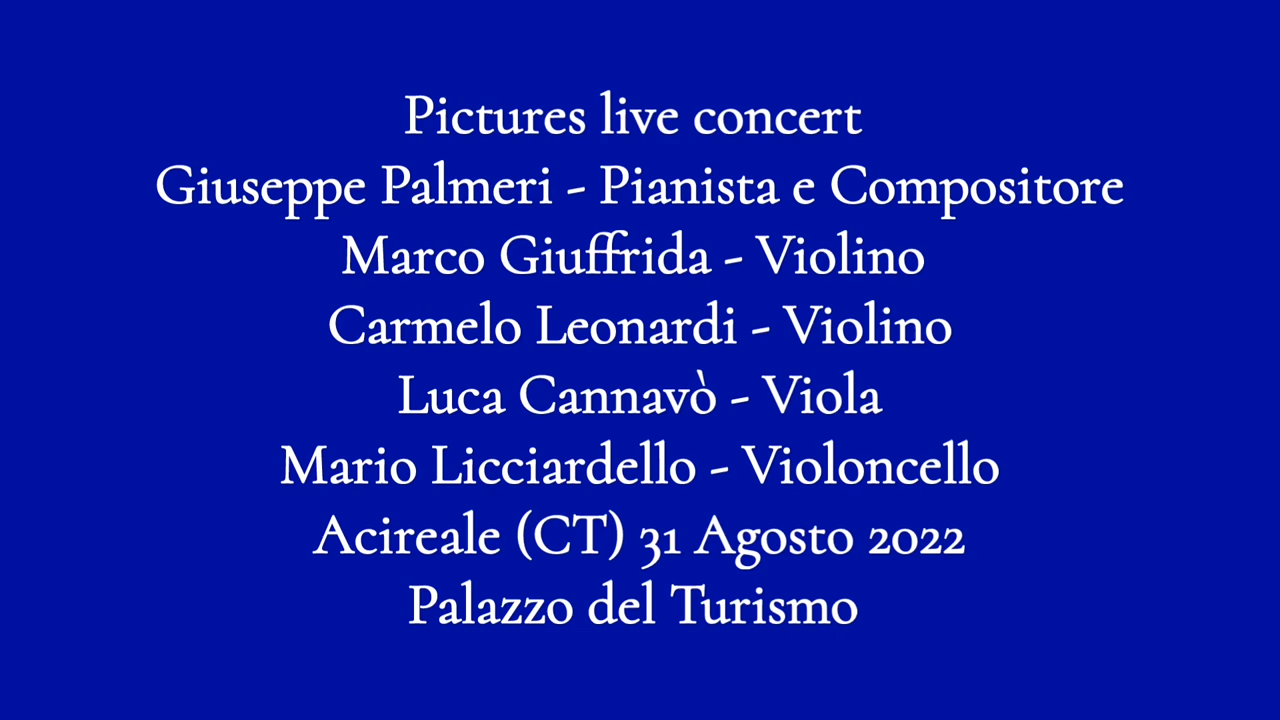 Pictures live concert
Giuseppe Palmeri - Pianista e Compositore
Marco Giuffrida - Violino
Carmelo Leonardi - Violino
Luca Cannavò - Viola
Mario Licciardello - Violoncello
Acireale (CT) 31 Agosto 2022
Palazzo del Turismo